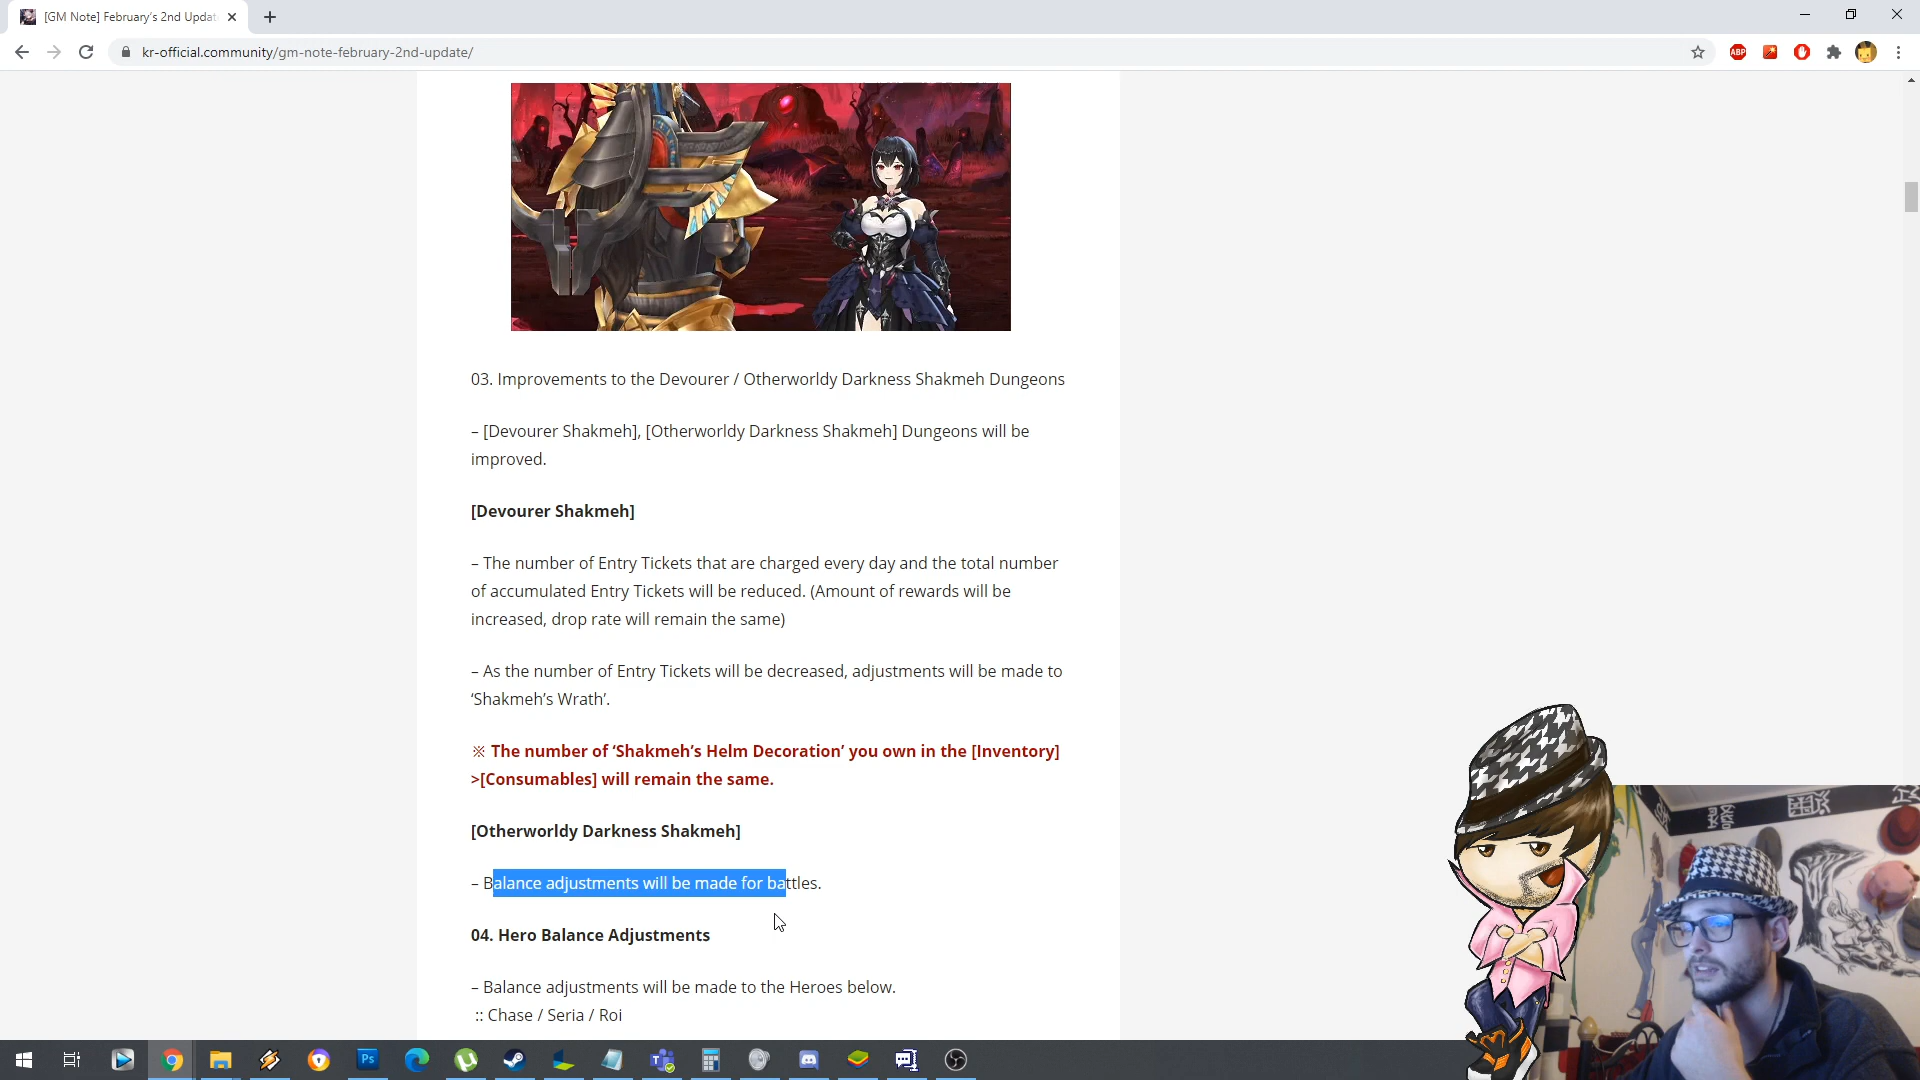 [GM Note] February's 2nd Updat
kr-official.community/gm-note-february-2nd-update/
ABP
03. Improvements to the Devourer / Otherworldy Darkness Shakmeh Dungeons
– [Devourer Shakmeh], [Otherworldy Darkness Shakmeh] Dungeons will be
improved.
[Devourer Shakmeh]
– The number of Entry Tickets that are charged every day and the total number
of accumulated Entry Tickets will be reduced. (Amount of rewards will be
increased, drop rate will remain the same)
– As the number of Entry Tickets will be decreased, adjustments will be made to
‘Shakmeh’s Wrath’.
※ The number of ‘Shakmeh’s Helm Decoration’ you own in the [Inventory]
>[Consumables] will remain the same.
[Otherworldy Darkness Shakmeh]
– Balance adjustments will be made for battles.
04. Hero Balance Adjustments
– Balance adjustments will be made to the Heroes below.
:: Chase / Seria / Roi
Ps